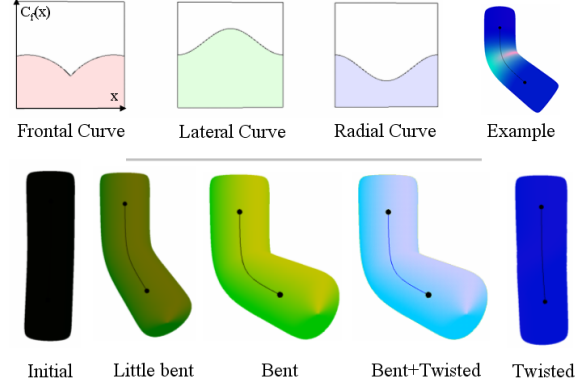 C_f(x)
x
Frontal Curve
Lateral Curve
Radial Curve
Example
Initial
Little bent
Bent
Bent+Twisted
Twisted